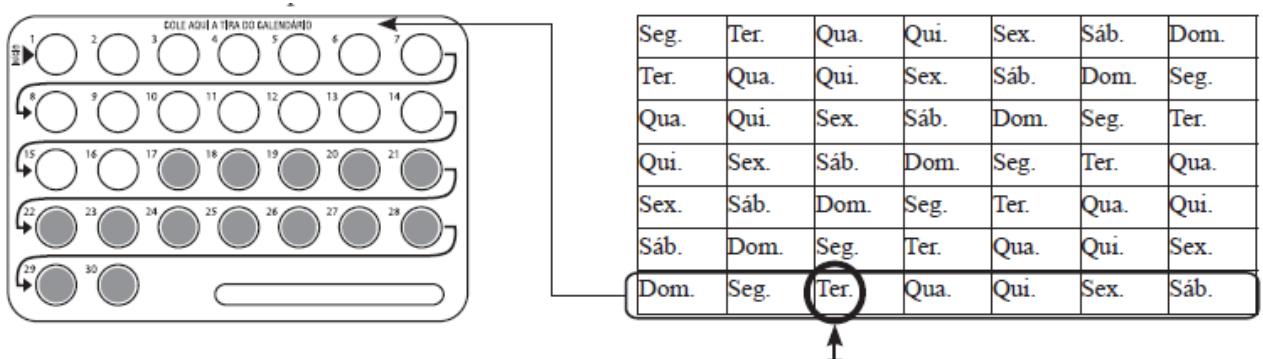 COLE AQUI A TIRA DO CALENDÁRIO
Início 1 2 3 4 5 6 7
8 9 10 11 12 13 14
15 16 17 18 19 20 21
22 23 24 25 26 27 28
29 30
Seg. Ter. Qua. Qui. Sex. Sáb. Dom.
Ter. Qua. Qui. Sex. Sáb. Dom. Seg.
Qua. Qui. Sex. Sáb. Dom. Seg. Ter.
Qui. Sex. Sáb. Dom. Seg. Ter. Qua.
Sex. Sáb. Dom. Seg. Ter. Qua. Qui.
Sáb. Dom. Seg. Ter. Qua. Qui. Sex.
Dom. Seg. Ter. Qua. Qui. Sex. Sáb.